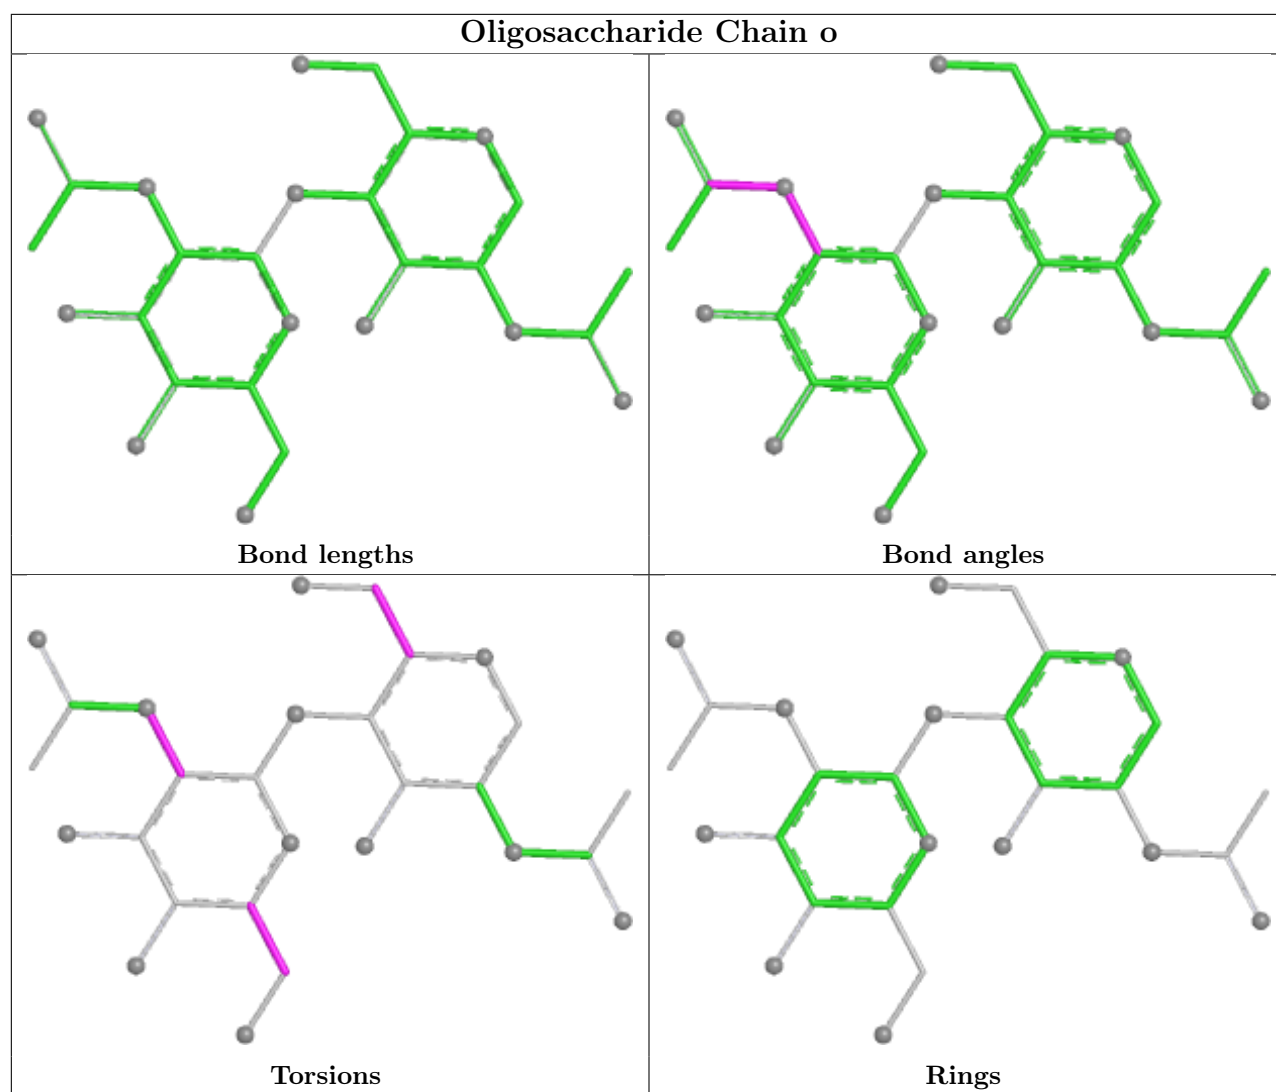 Oligosaccharide Chain o
Bond lengths
Bond angles
Torsions
Rings